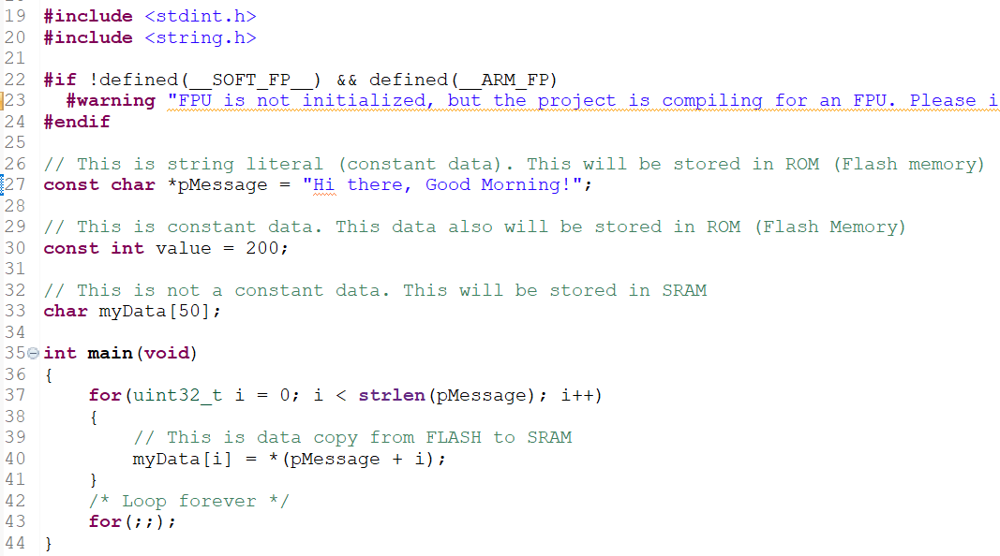 19 #include <stdint.h>
20 #include <string.h>
21
22 #if !defined(__SOFT_FP__) && defined(__ARM_FP)
23   #warning "FPU is not initialized, but the project is compiling for an FPU. Please i
24 #endif
25
26 // This is string literal (constant data). This will be stored in ROM (Flash memory)
27 const char *pMessage = "Hi there, Good Morning!";
28
29 // This is constant data. This data also will be stored in ROM (Flash Memory)
30 const int value = 200;
31
32 // This is not a constant data. This will be stored in SRAM
33 char myData[50];
34
35 int main(void)
36 {
37     for(uint32_t i = 0; i < strlen(pMessage); i++)
38     {
39         // This is data copy from FLASH to SRAM
40         myData[i] = *(pMessage + i);
41     }
42     /* Loop forever */
43     for(;;);
44 }